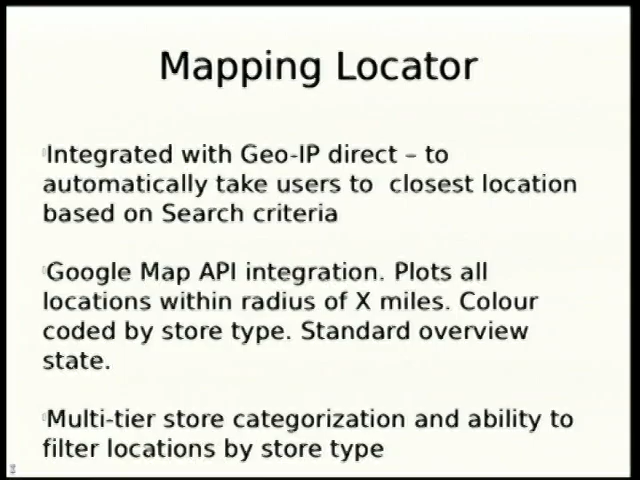 Mapping Locator
Integrated with Geo-IP direct – to
automatically take users to closest location
based on Search criteria
Google Map API integration. Plots all
locations within radius of X miles. Colour
coded by store type. Standard overview
state.
Multi-tier store categorization and ability to
filter locations by store type